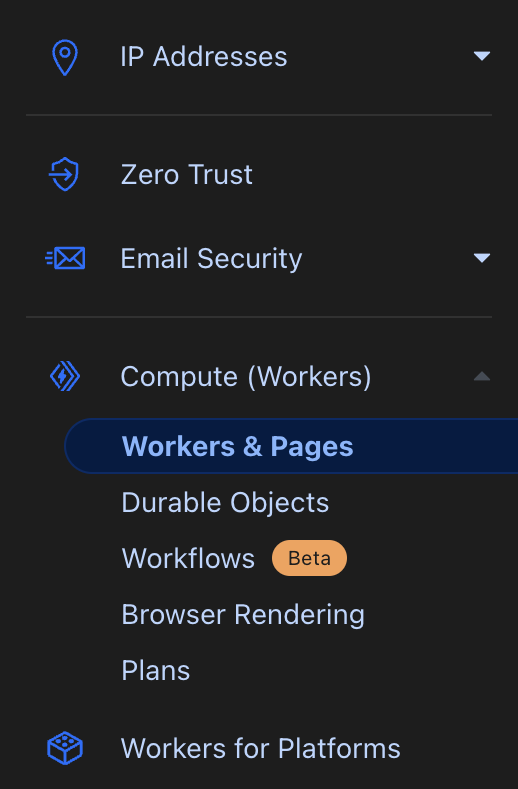 IP Addresses
Zero Trust
Email Security
Compute (Workers)
Workers & Pages
Durable Objects
Workflows Beta
Browser Rendering
Plans
Workers for Platforms